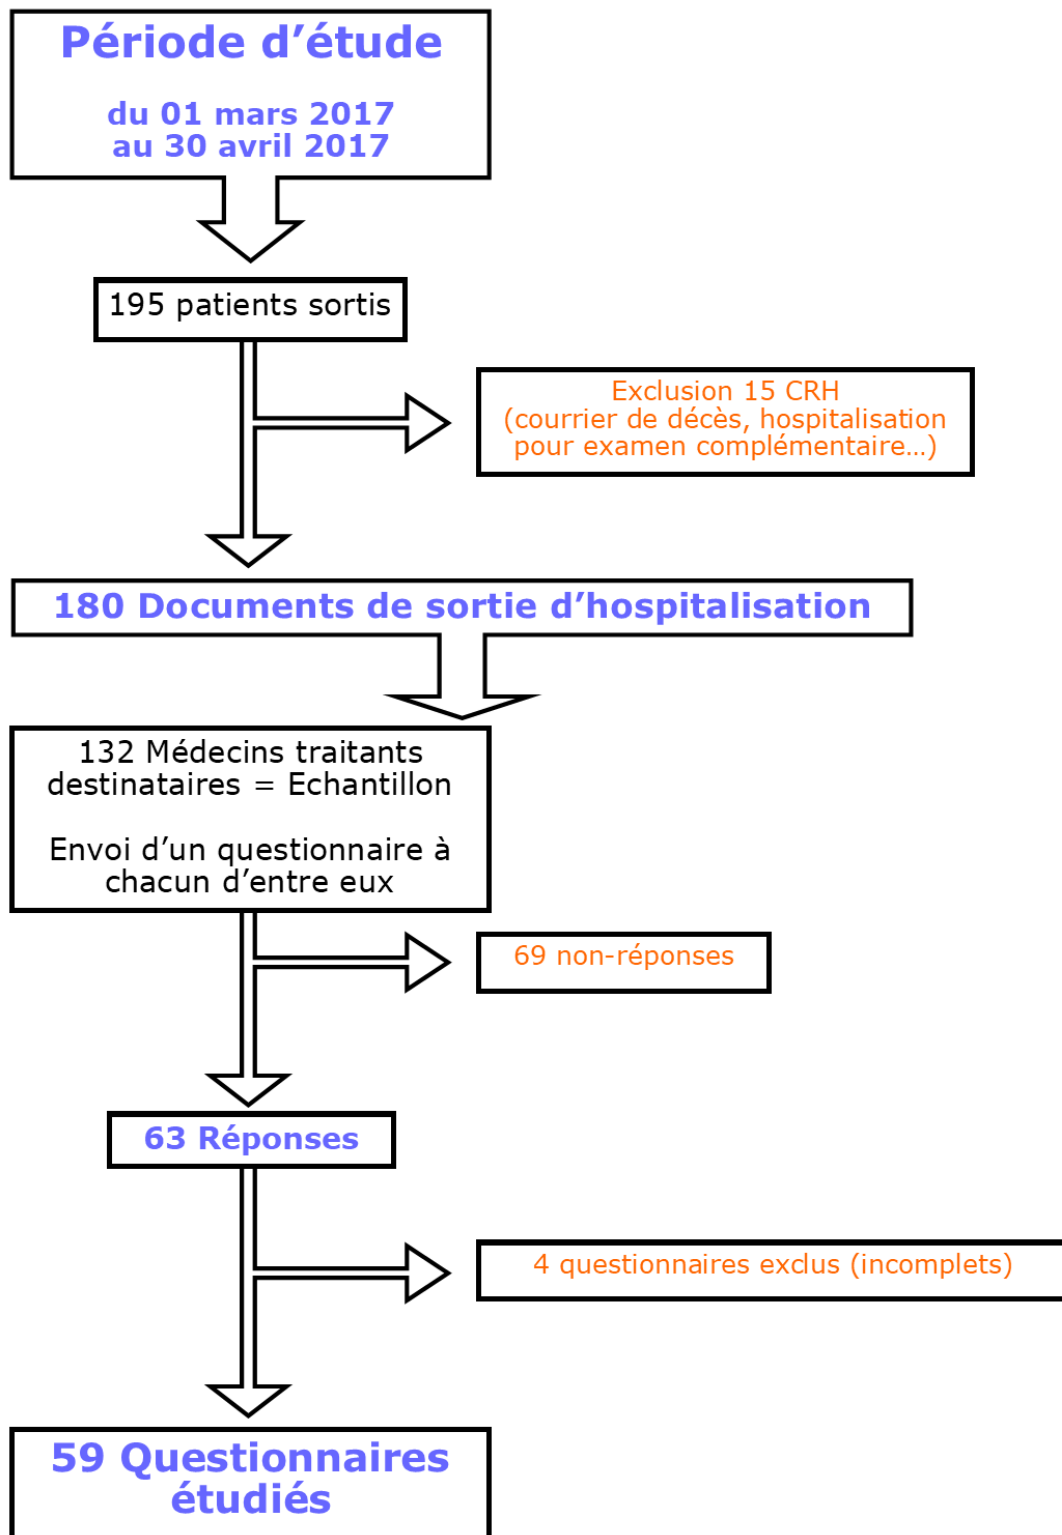 Période d’étude
du 01 mars 2017
au 30 avril 2017
195 patients sortis
Exclusion 15 CRH
(courrier de décès, hospitalisation
pour examen complémentaire…)
180 Documents de sortie d’hospitalisation
132 Médecins traitants
destinataires = Echantillon
Envoi d’un questionnaire à
chacun d’entre eux
69 non-réponses
63 Réponses
4 questionnaires exclus (incomplets)
59 Questionnaires
étudiés